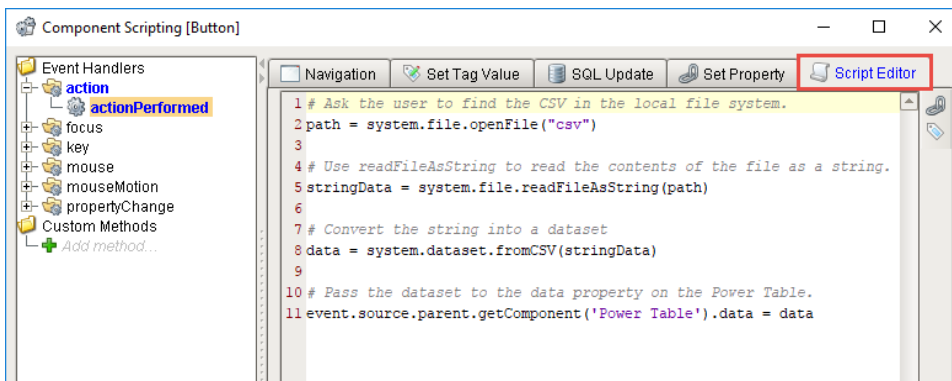 Component Scripting [Button]
Event Handlers
action
actionPerformed
focus
key
mouse
mouseMotion
propertyChange
Custom Methods
Add method...
Navigation
Set Tag Value
SQL Update
Set Property
Script Editor
1 # Ask the user to find the CSV in the local file system.
2 path = system.file.openFile("csv")
3
4 # Use readFileAsString to read the contents of the file as a string.
5 stringData = system.file.readFileAsString(path)
6
7 # Convert the string into a dataset
8 data = system.dataset.fromCSV(stringData)
9
10 # Pass the dataset to the data property on the Power Table.
11 event.source.parent.getComponent('Power Table').data = data